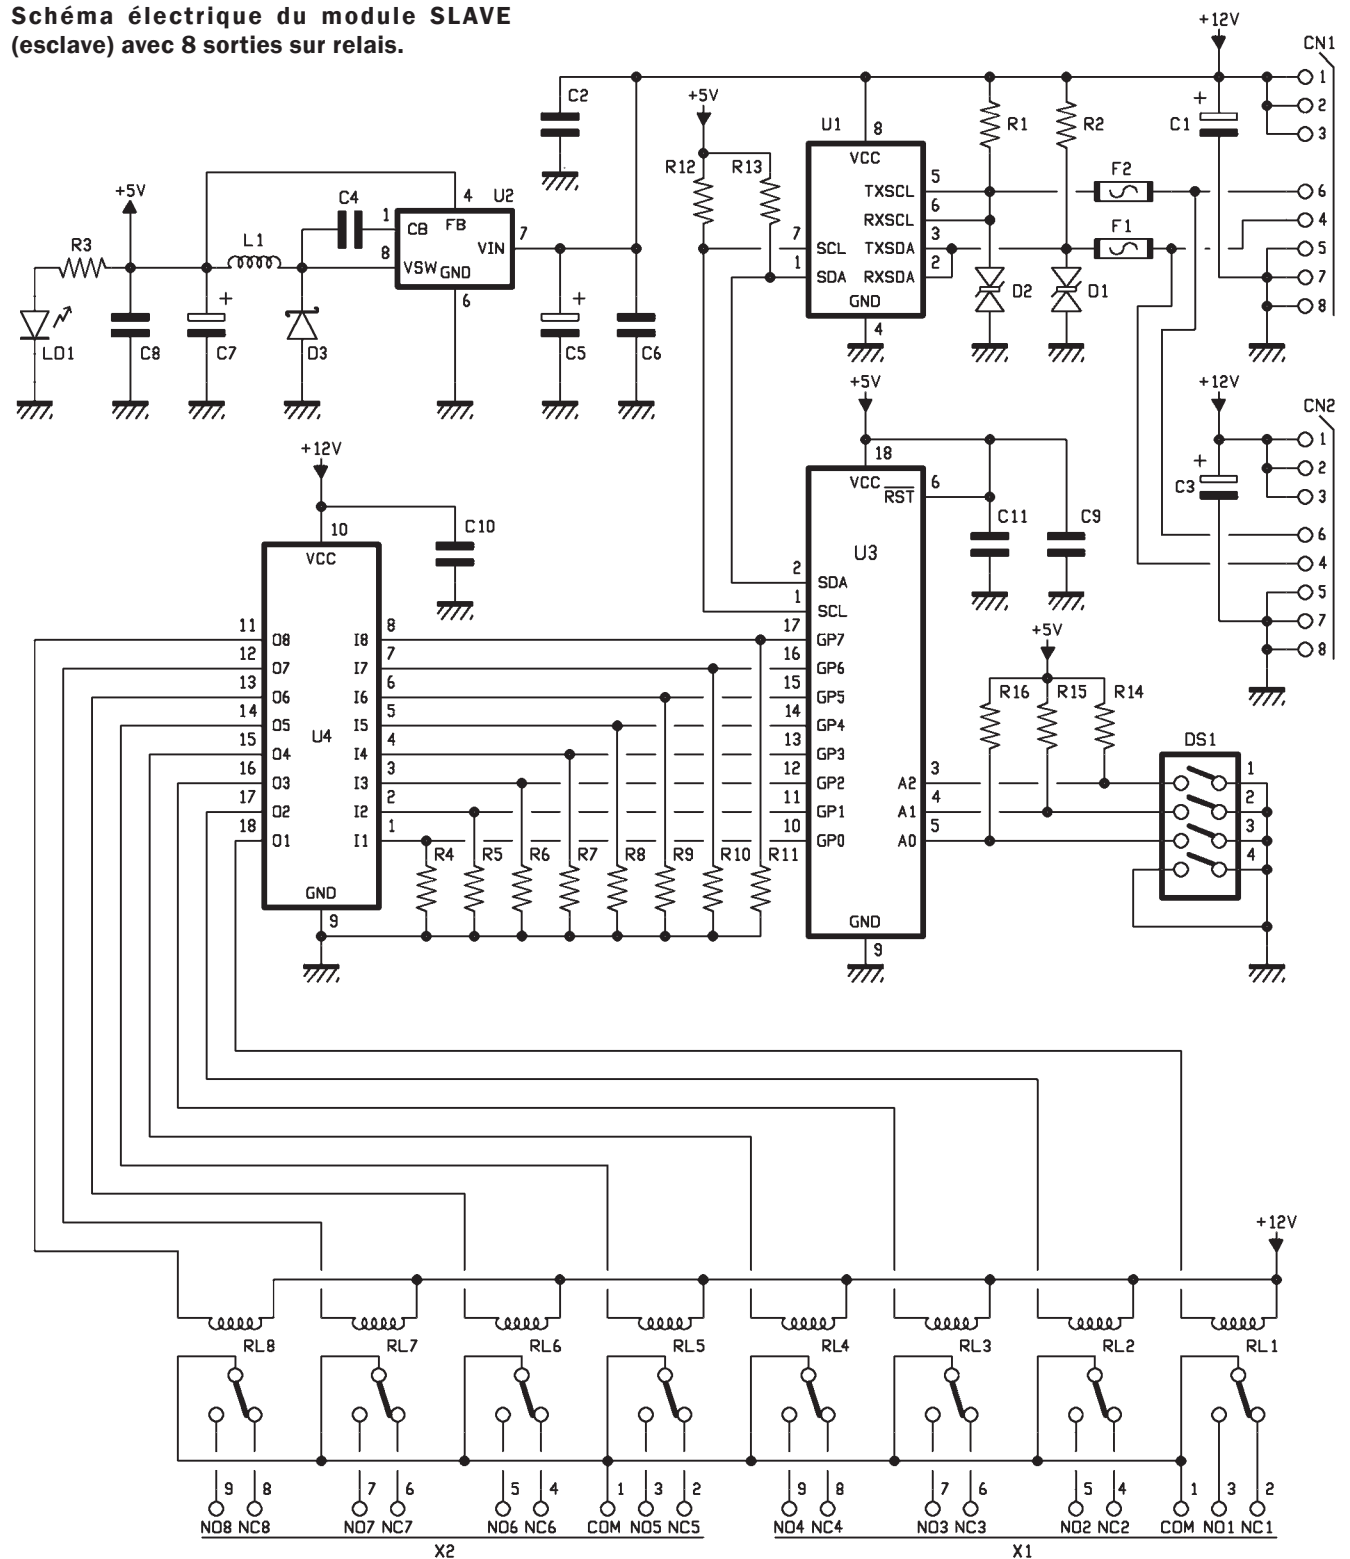 Schéma électrique du module SLAVE
(esclave) avec 8 sorties sur relais.
+12V
CN1
1
2
3
6
4
5
7
8
C1
+
C2
+5V
R12
R13
U1
8
VCC
TXSCL 5
RXSCL 6
TXSDA 3
RXSDA 2
7 SCL
1 SDA
GND
4
R1
R2
F2
F1
D2
D1
+5V
R3
L1
C4
U2
4
1 CB
FB
VIN 7
8 VSW
GND
6
LD1
C8
+
C7
D3
+
C5
C6
+12V
CN2
1
2
3
6
4
5
7
8
+
C3
+5V
18
VCC
RST 6
U3
C11
C9
2 SDA
1 SCL
17 GP7
16 GP6
15 GP5
14 GP4
13 GP3
12 GP2
11 GP1
10 GP0
A2 3
A1 4
A0 5
GND
9
+5V
R16
R15
R14
DS1
1
2
3
4
+12V
10
VCC
C10
U4
11 O8
12 O7
13 O6
14 O5
15 O4
16 O3
17 O2
18 O1
I8 8
I7 7
I6 6
I5 5
I4 4
I3 3
I2 2
I1 1
GND
9
R4 R5 R6 R7 R8 R9 R10 R11
+12V
RL8 RL7 RL6 RL5 RL4 RL3 RL2 RL1
9 8 7 6 5 4 1 3 2 9 8 7 6 5 4 1 3 2
NO8 NC8 NO7 NC7 NO6 NC6 COM NO5 NC5 NO4 NC4 NO3 NC3 NO2 NC2 COM NO1 NC1
X2 X1